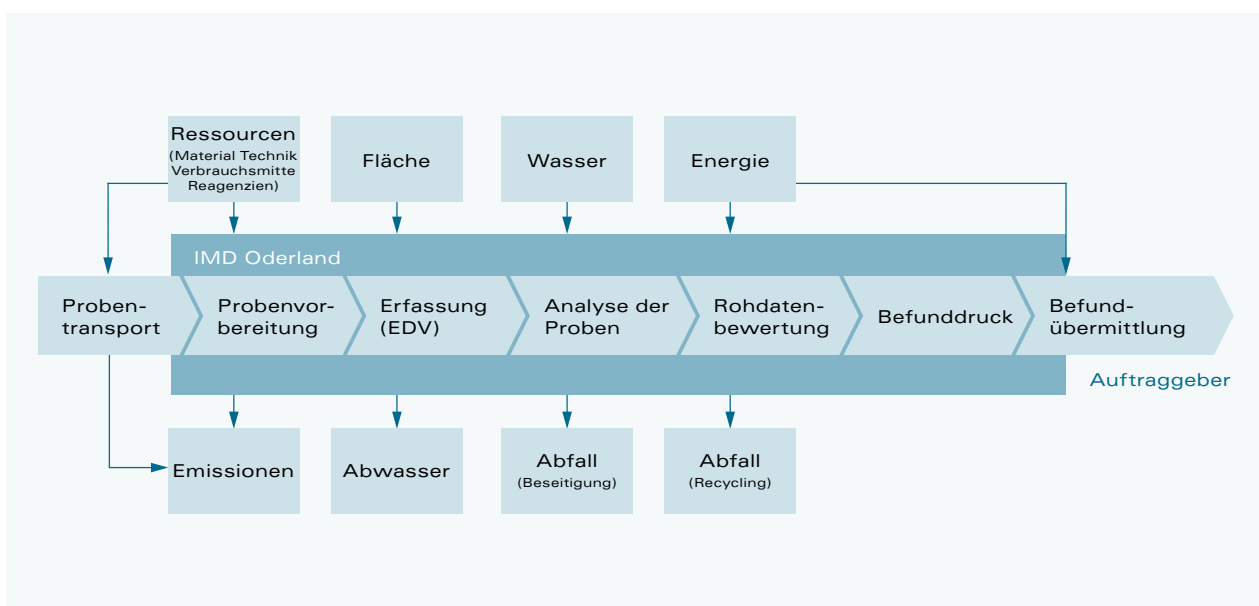 Ressourcen
(Material Technik
Verbrauchsmitte
Reagenzien)
Fläche
Wasser
Energie
IMD Oderland
Proben-
transport
Probenvor-
bereitung
Erfassung
(EDV)
Analyse der
Proben
Rohdaten-
bewertung
Befunddruck
Befund-
übermittlung
Auftraggeber
Emissionen
Abwasser
Abfall
(Beseitigung)
Abfall
(Recycling)